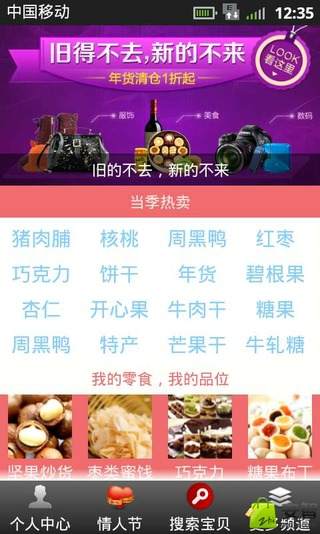 中国移动 12:35
旧得不去,新的不来
年货清仓1折起
LOOK
看这里
服饰 美食 数码
旧的不去，新的不来
当季热卖
猪肉脯 核桃 周黑鸭 红枣
巧克力 饼干 年货 碧根果
杏仁 开心果 牛肉干 糖果
周黑鸭 特产 芒果干 牛轧糖
我的零食，我的品位
坚果炒货 枣类蜜饯 巧克力 糖果布丁
个人中心 情人节 搜索宝贝 频道